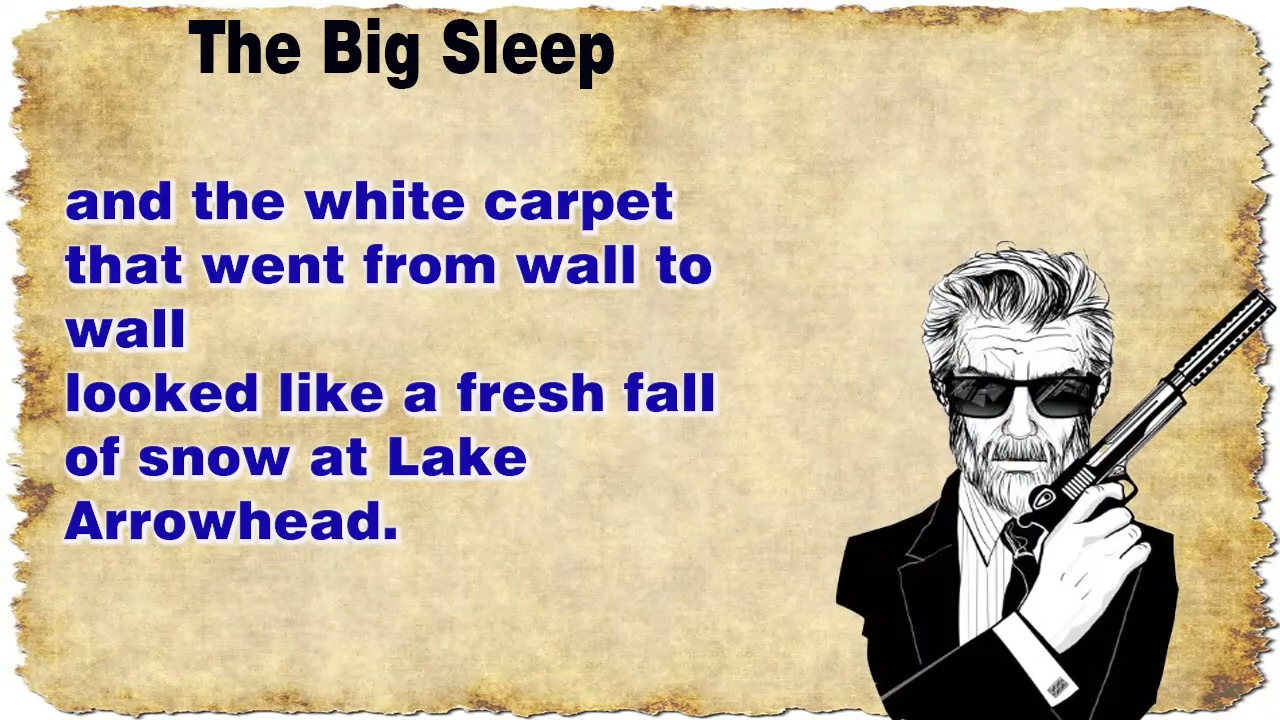 The Big Sleep
and the white carpet
that went from wall to
wall
looked like a fresh fall
of snow at Lake
Arrowhead.